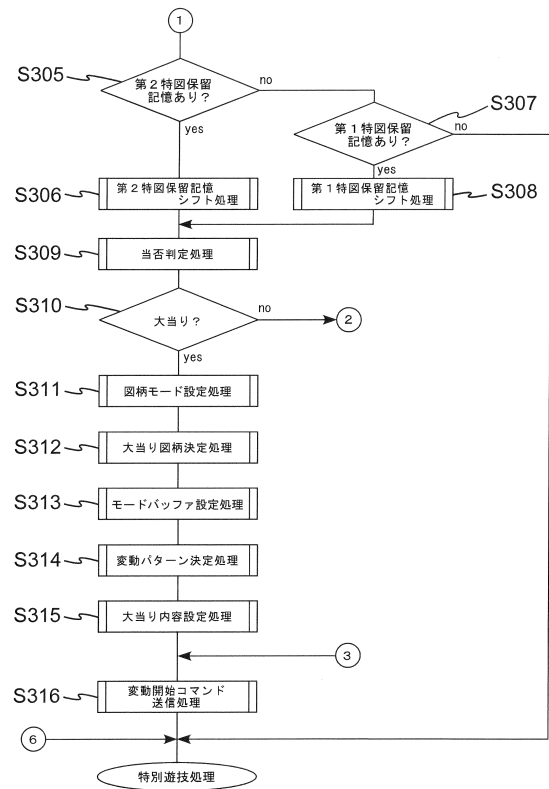 1
S305
第2特図保留
記憶あり?
no
yes
S307
第1特図保留
記憶あり?
no
yes
S306
第2特図保留記憶
シフト処理
第1特図保留記憶
シフト処理
S308
S309
当否判定処理
S310
大当り?
no
2
yes
S311
図柄モード設定処理
S312
大当り図柄決定処理
S313
モードバッファ設定処理
S314
変動パターン決定処理
S315
大当り内容設定処理
3
S316
変動開始コマンド
送信処理
6
特別遊技処理